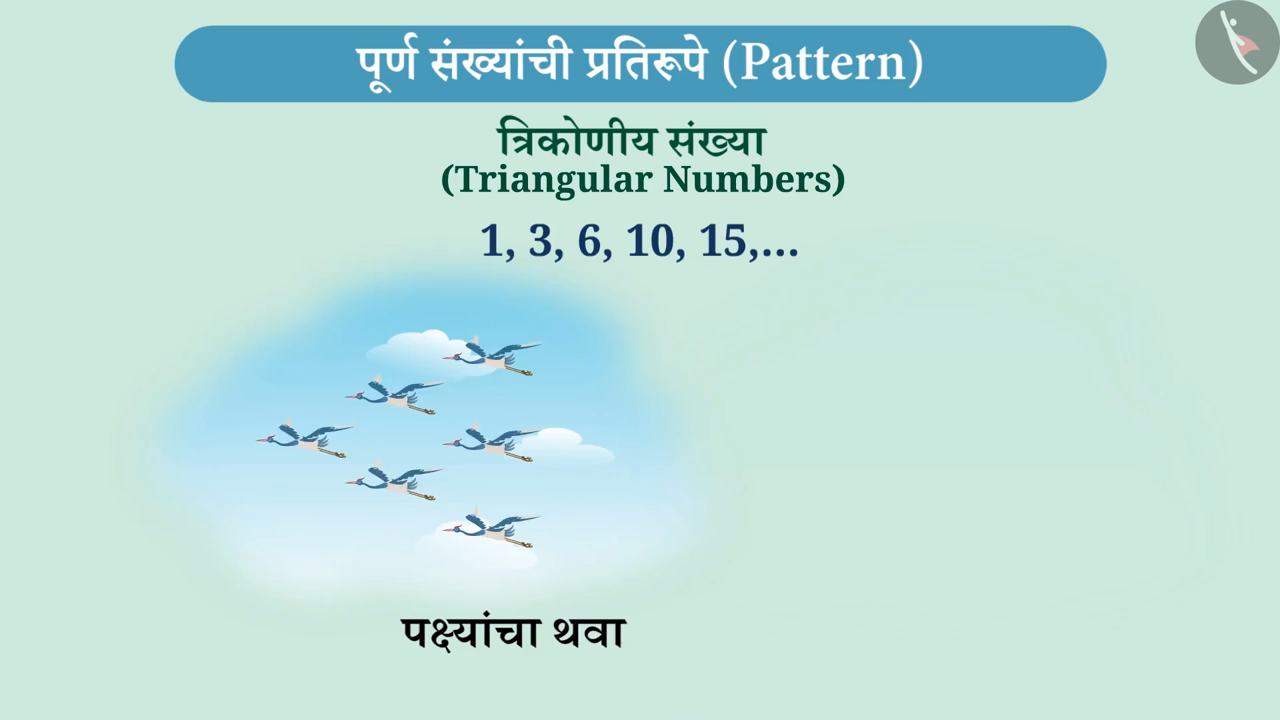 पूर्ण संख्यांची प्रतिरूपे (Pattern)
त्रिकोणीय संख्या
(Triangular Numbers)
1, 3, 6, 10, 15,...
पक्ष्यांचा थवा